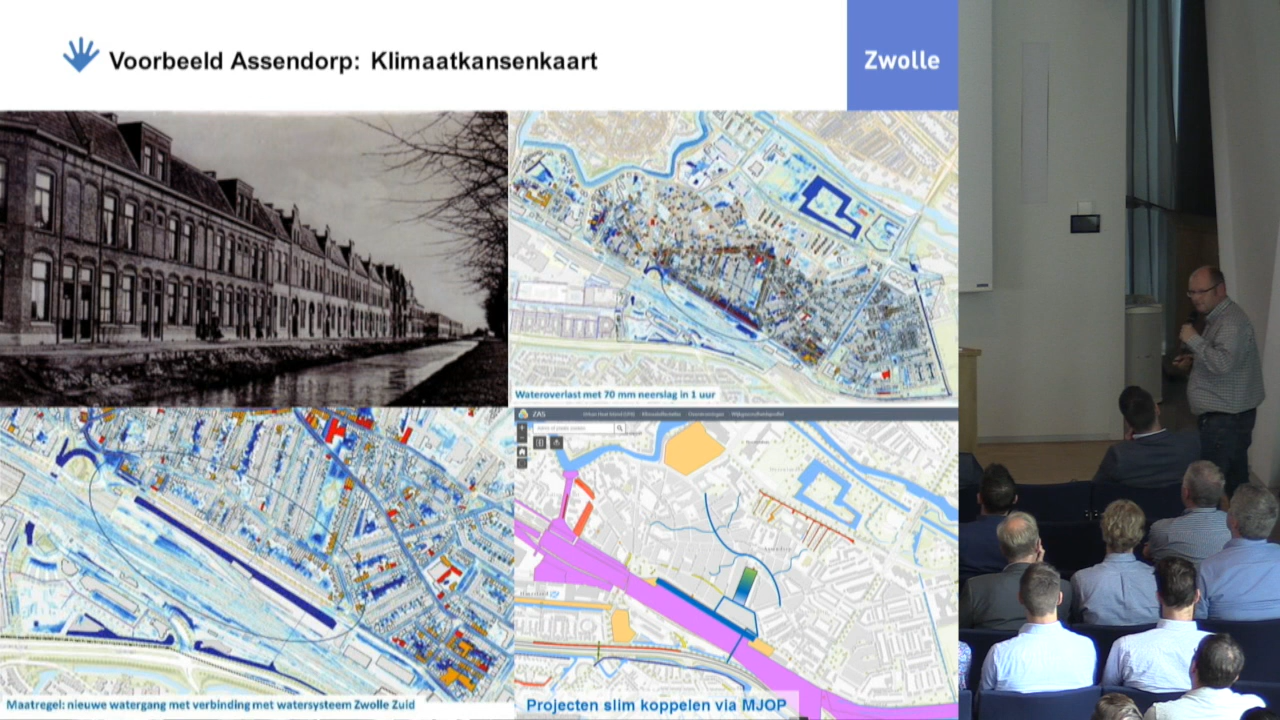 Voorbeeld Assendorp: Klimaatkansenkaart
Zwolle
Wateroverlast met 70 mm neerslag in 1 uur
ZAS
Maatregel: nieuwe watergang met verbinding met watersysteem Zwolle Zuid
Projecten slim koppelen via MJOP